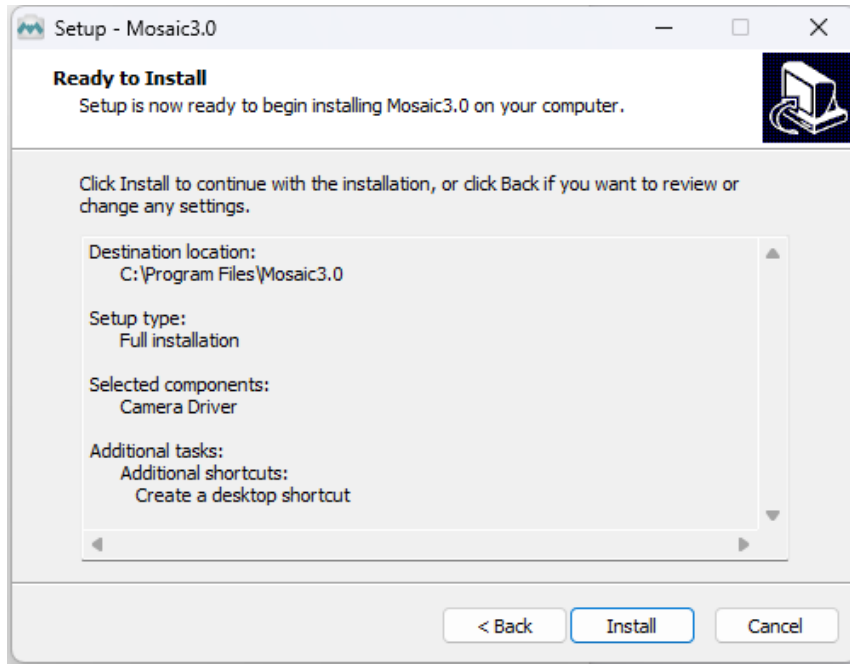 Setup - Mosaic3.0
Ready to Install
Setup is now ready to begin installing Mosaic3.0 on your computer.
Click Install to continue with the installation, or click Back if you want to review or
change any settings.
Destination location:
C:\Program Files\Mosaic3.0
Setup type:
Full installation
Selected components:
Camera Driver
Additional tasks:
Additional shortcuts:
Create a desktop shortcut
< Back
Install
Cancel